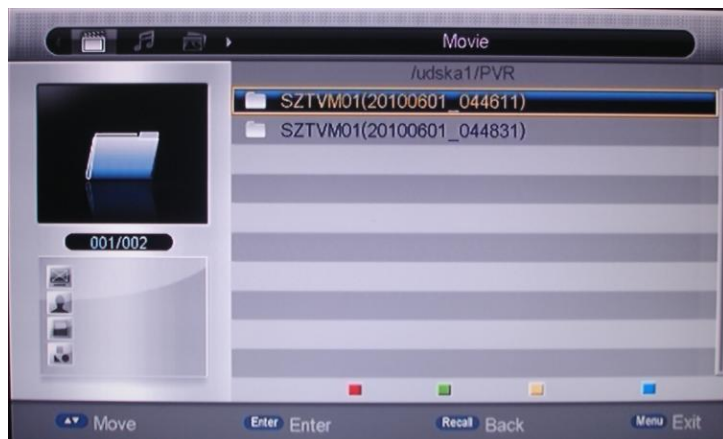 Movie
/udska1/PVR
SZTVM01(20100601_044611)
SZTVM01(20100601_044831)
001/002
Move
Enter Enter
Recall Back
Menu Exit